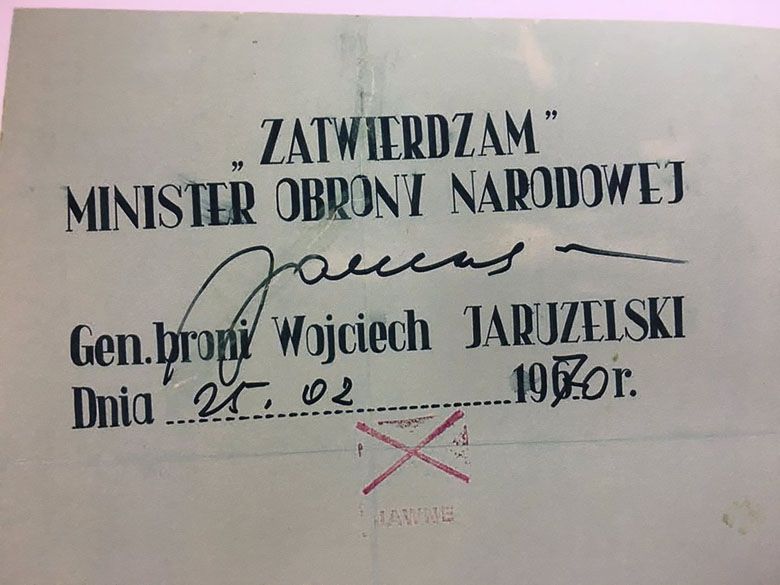 „ZATWIERDZAM”
MINISTER OBRONY NARODOWEJ
Gen.broni Wojciech JARUZELSKI
Dnia 25.02 1970 r.
JAWNE